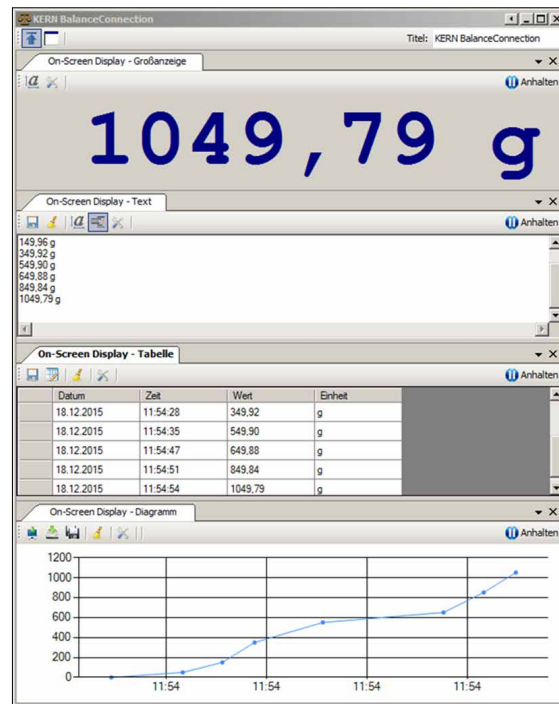 KERN BalanceConnection
Titel: KERN BalanceConnection
On-Screen Display - Großanzeige
Anhalten
1049,79 g
On-Screen Display - Text
Anhalten
149,96 g
349,92 g
549,90 g
649,88 g
849,84 g
1049,79 g
On-Screen Display - Tabelle
Anhalten
Datum Zeit Wert Einheit
18.12.2015 11:54:28 349,92 g
18.12.2015 11:54:35 549,90 g
18.12.2015 11:54:47 649,88 g
18.12.2015 11:54:51 849,84 g
18.12.2015 11:54:54 1049,79 g
On-Screen Display - Diagramm
Anhalten
1200
1000
800
600
400
200
0
11:54 11:54 11:54 11:54